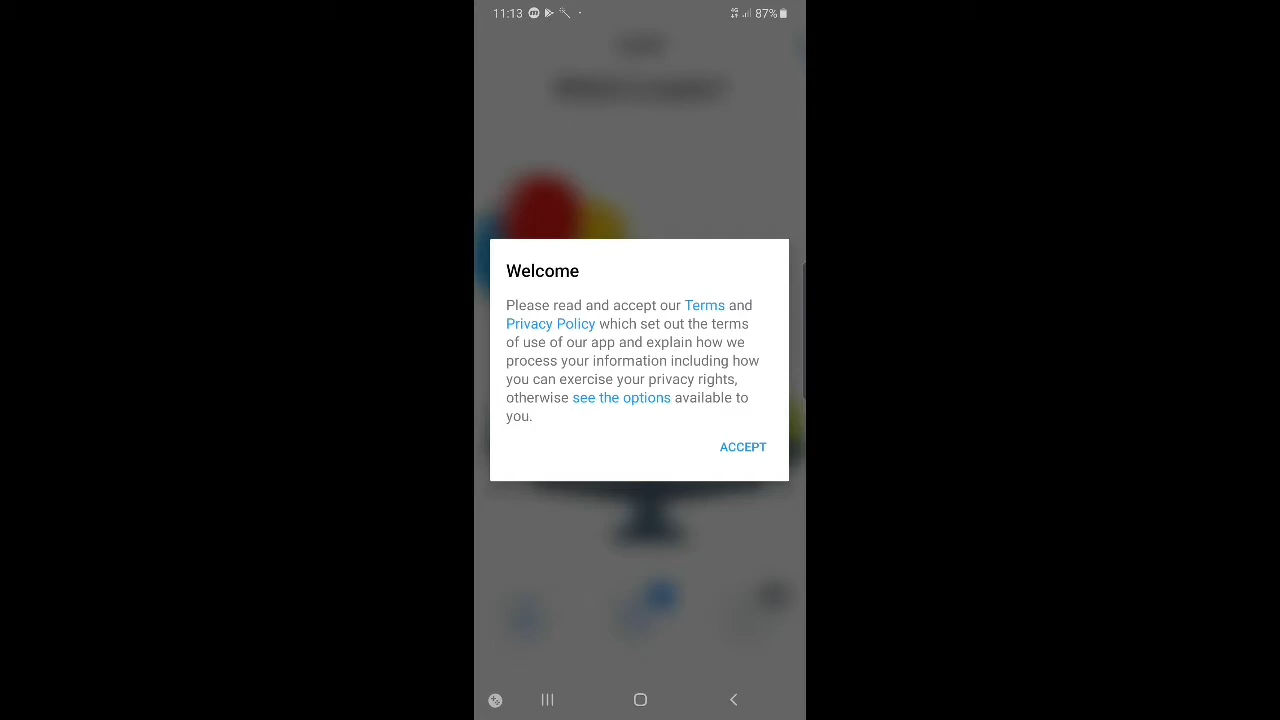 11:13
4G 87%
Welcome
Please read and accept our Terms and
Privacy Policy which set out the terms
of use of our app and explain how we
process your information including how
you can exercise your privacy rights,
otherwise see the options available to
you.
ACCEPT